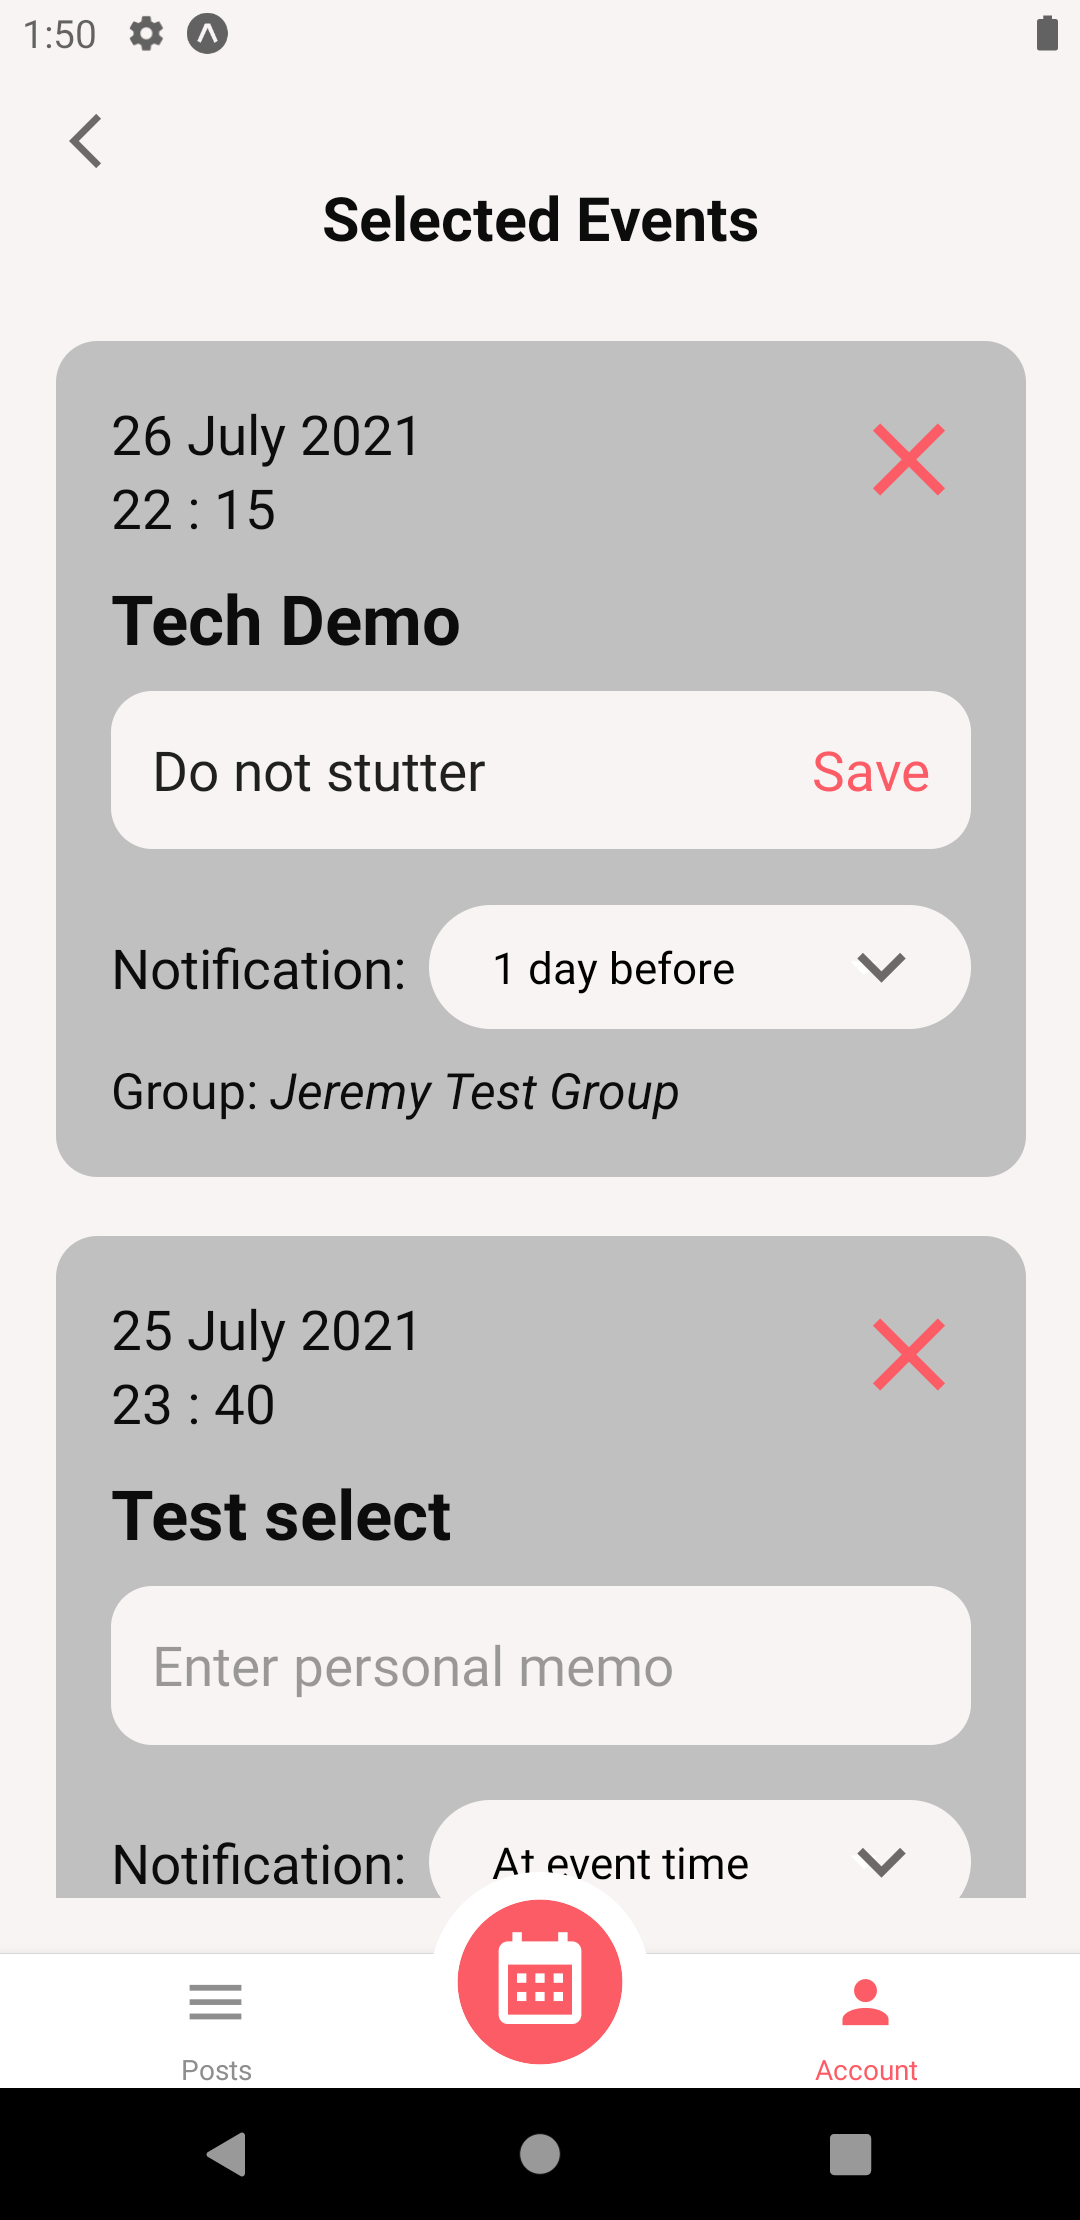 1:50
Selected Events
26 July 2021
22 : 15
Tech Demo
Do not stutter Save
Notification: 1 day before
Group: Jeremy Test Group
25 July 2021
23 : 40
Test select
Enter personal memo
Notification: At event time
Posts Account